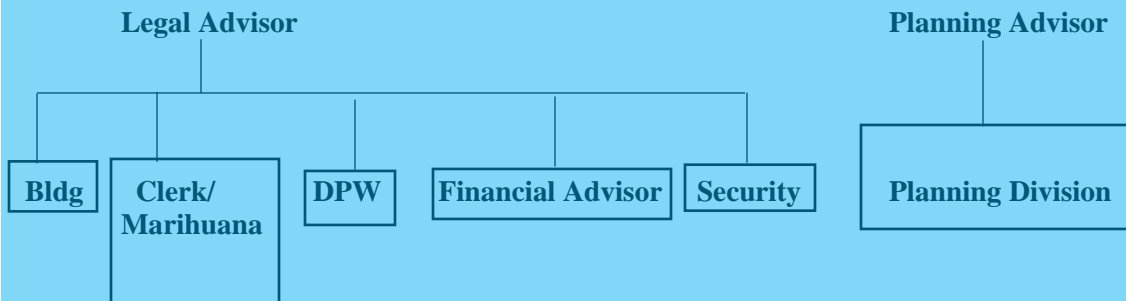 Legal Advisor
Planning Advisor
Bldg
Clerk/
Marihuana
DPW
Financial Advisor
Security
Planning Division